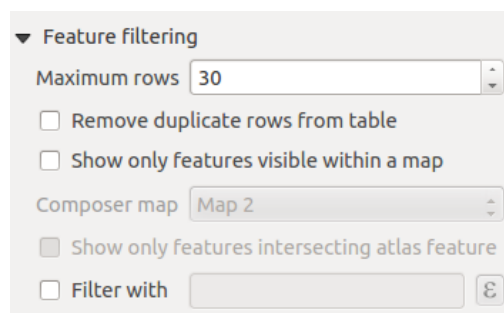 Feature filtering
Maximum rows 30
Remove duplicate rows from table
Show only features visible within a map
Composer map Map 2
Show only features intersecting atlas feature
Filter with ε